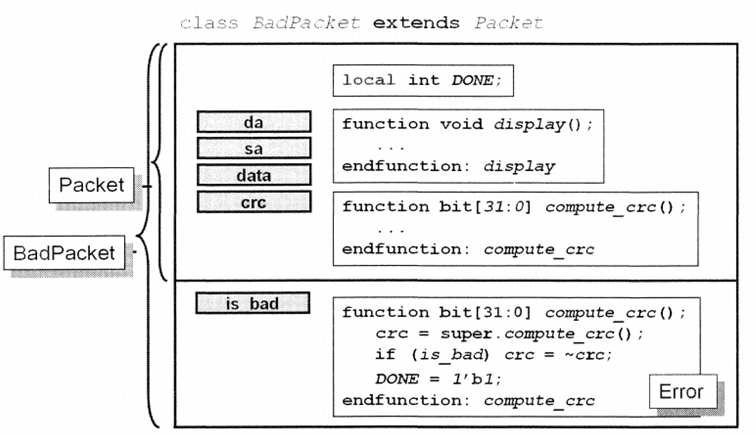 class BadPacket extends Packet
local int DONE;
da
sa
data
crc
function void display();
...
endfunction: display
function bit[31:0] compute_crc();
...
endfunction: compute_crc
Packet
BadPacket
is bad
function bit[31:0] compute_crc();
crc = super.compute_crc();
if (is_bad) crc = ~crc;
DONE = 1'b1;
endfunction: compute_crc
Error